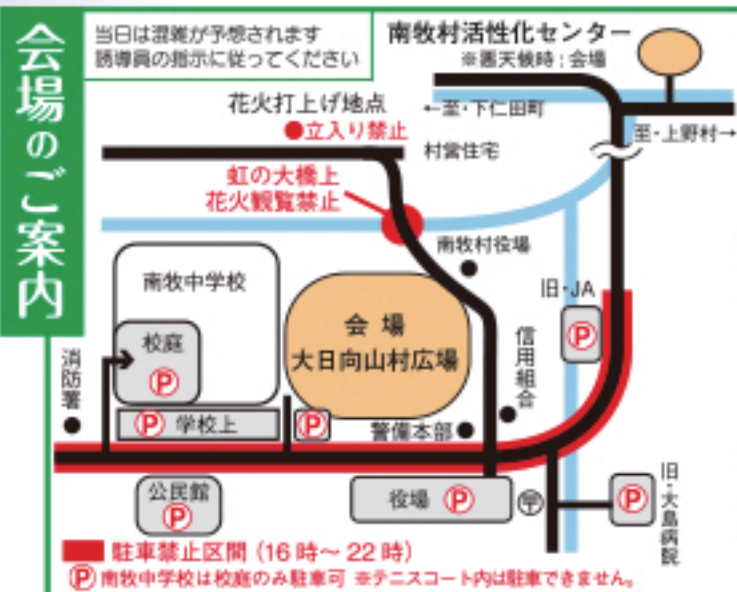 会場のご案内
当日は混雑が予想されます
誘導員の指示に従ってください
南牧村活性化センター
※悪天候時：会場
花火打上げ地点
●立入り禁止
←至・下仁田町
至・上野村→
村営住宅
虹の大橋上
花火観覧禁止
南牧村役場
南牧中学校
旧・JA
Ⓟ
会場
大日向山村広場
信用組合
校庭
Ⓟ
消防署
Ⓟ 学校上
Ⓟ
警備本部
公民館
Ⓟ
役場 Ⓟ
〶
Ⓟ
旧・大島病院
駐車禁止区間（16時～22時）
Ⓟ南牧中学校は校庭のみ駐車可 ※テニスコート内は駐車できません。